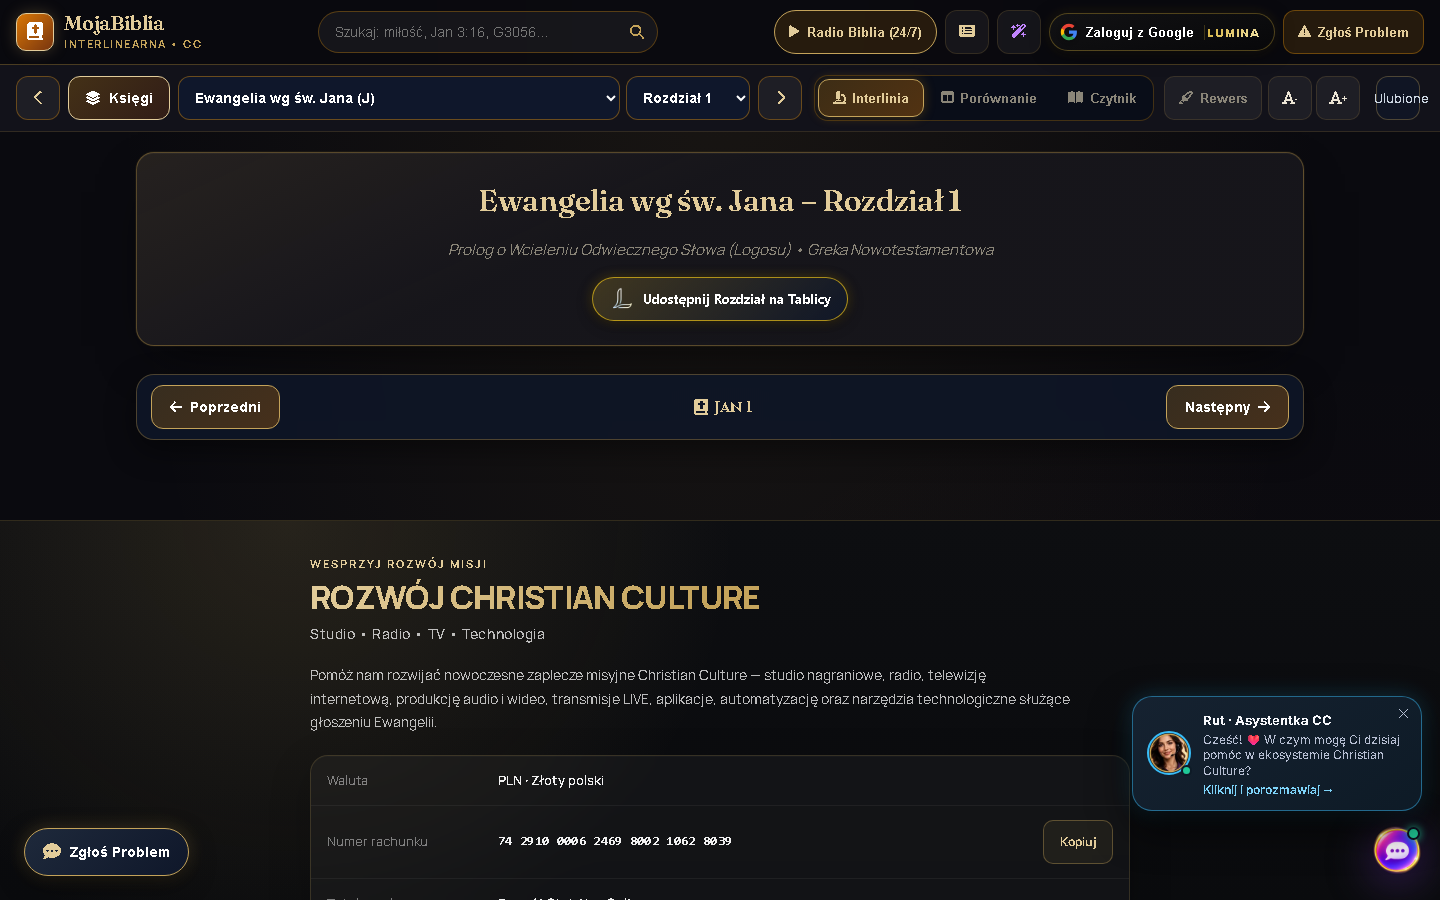 MojaBiblia
INTERLINEARNA • CC
Szukaj: miłość, Jan 3:16, G3056...
Radio Biblia (24/7)
Zaloguj z Google LUMINA
Zgłoś Problem
Księgi
Ewangelia wg św. Jana (J)
Rozdział 1
Interlinia
Porównanie
Czytnik
Rewers
A-
A+
Ulubione
Ewangelia wg św. Jana – Rozdział 1
Prolog o Wcieleniu Odwiecznego Słowa (Logosu) • Greka Nowotestamentowa
Udostępnij Rozdział na Tablicy
← Poprzedni
JAN 1
Następny →
WESPRZYJ ROZWÓJ MISJI
ROZWÓJ CHRISTIAN CULTURE
Studio • Radio • TV • Technologia
Pomóż nam rozwijać nowoczesne zaplecze misyjne Christian Culture — studio nagraniowe, radio, telewizję
internetową, produkcję audio i wideo, transmisje LIVE, aplikacje, automatyzację oraz narzędzia technologiczne służące
głoszeniu Ewangelii.
Waluta
PLN · Złoty polski
Numer rachunku
74 2910 0006 2469 8002 1062 8039
Kopiuj
Rut · Asystentka CC
Cześć! ❤️ W czym mogę Ci dzisiaj
pomóc w ekosystemie Christian
Culture?
Kliknij i porozmawiaj →
Zgłoś Problem